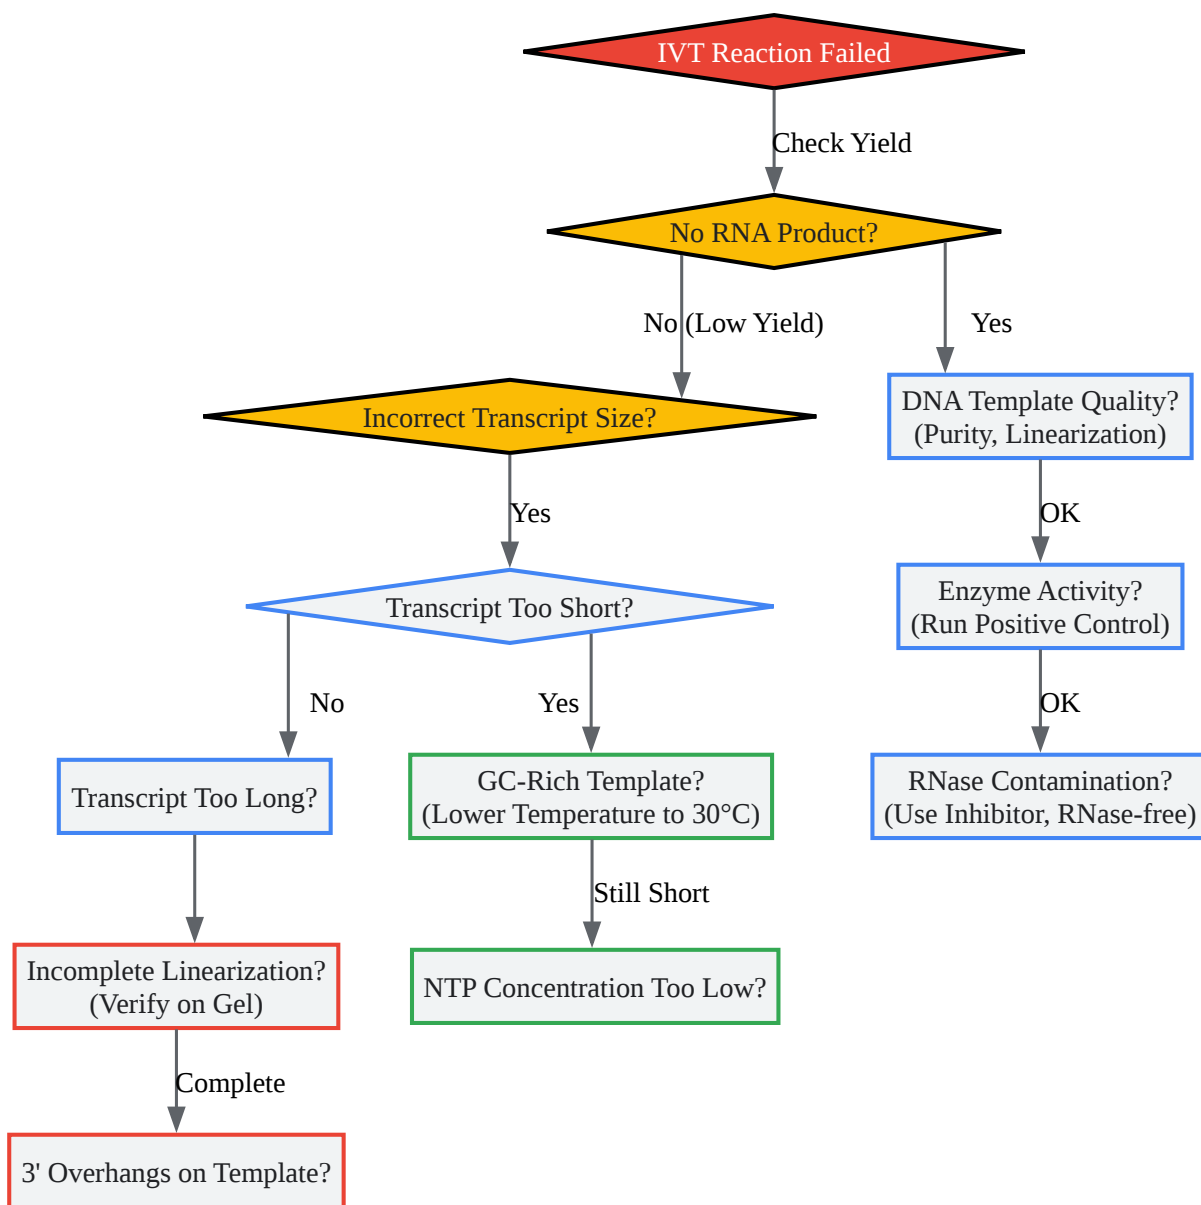 IVT Reaction Failed
Check Yield
No RNA Product?
No (Low Yield)
Yes
Incorrect Transcript Size?
DNA Template Quality?
(Purity, Linearization)
Yes
OK
Transcript Too Short?
Enzyme Activity?
(Run Positive Control)
No
Yes
OK
Transcript Too Long?
GC-Rich Template?
(Lower Temperature to 30°C)
RNase Contamination?
(Use Inhibitor, RNase-free)
Still Short
Incomplete Linearization?
(Verify on Gel)
NTP Concentration Too Low?
Complete
3' Overhangs on Template?